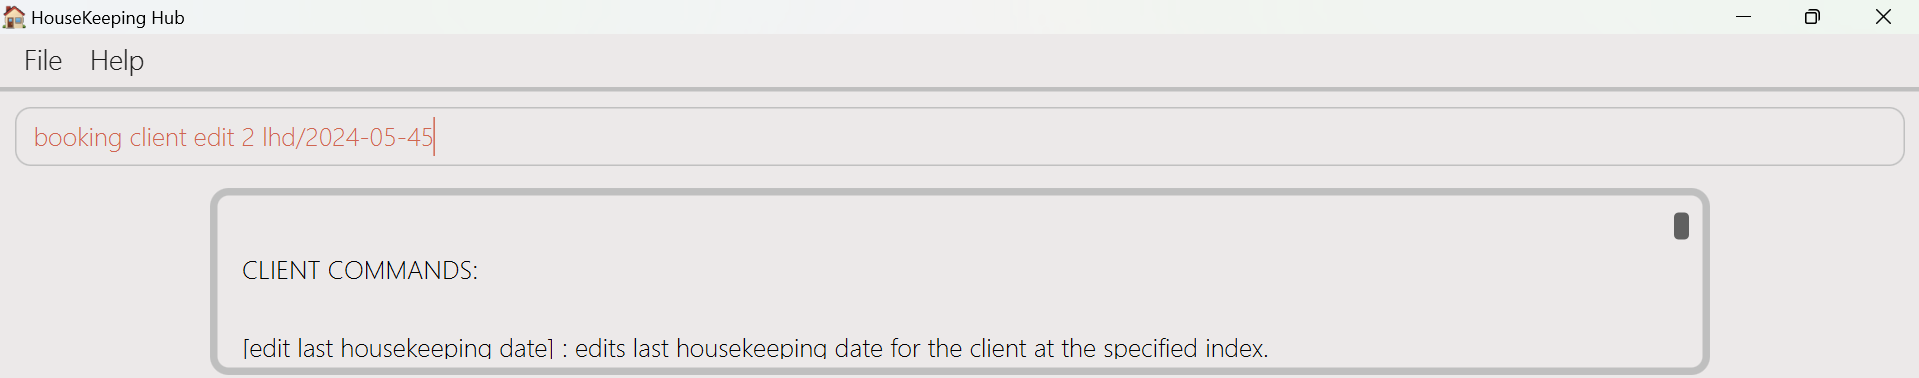 HouseKeeping Hub
File Help
booking client edit 2 lhd/2024-05-45
CLIENT COMMANDS:
[edit last housekeeping date] : edits last housekeeping date for the client at the specified index.